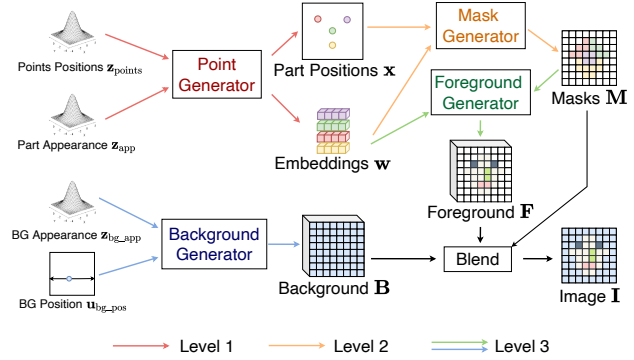 Points Positions z_points
Point
Generator
Part Positions x
Mask
Generator
Masks M
Part Appearance z_app
Embeddings w
Foreground
Generator
Foreground F
BG Appearance z_bg_app
Background
Generator
Background B
Blend
Image I
BG Position u_bg_pos
Level 1
Level 2
Level 3